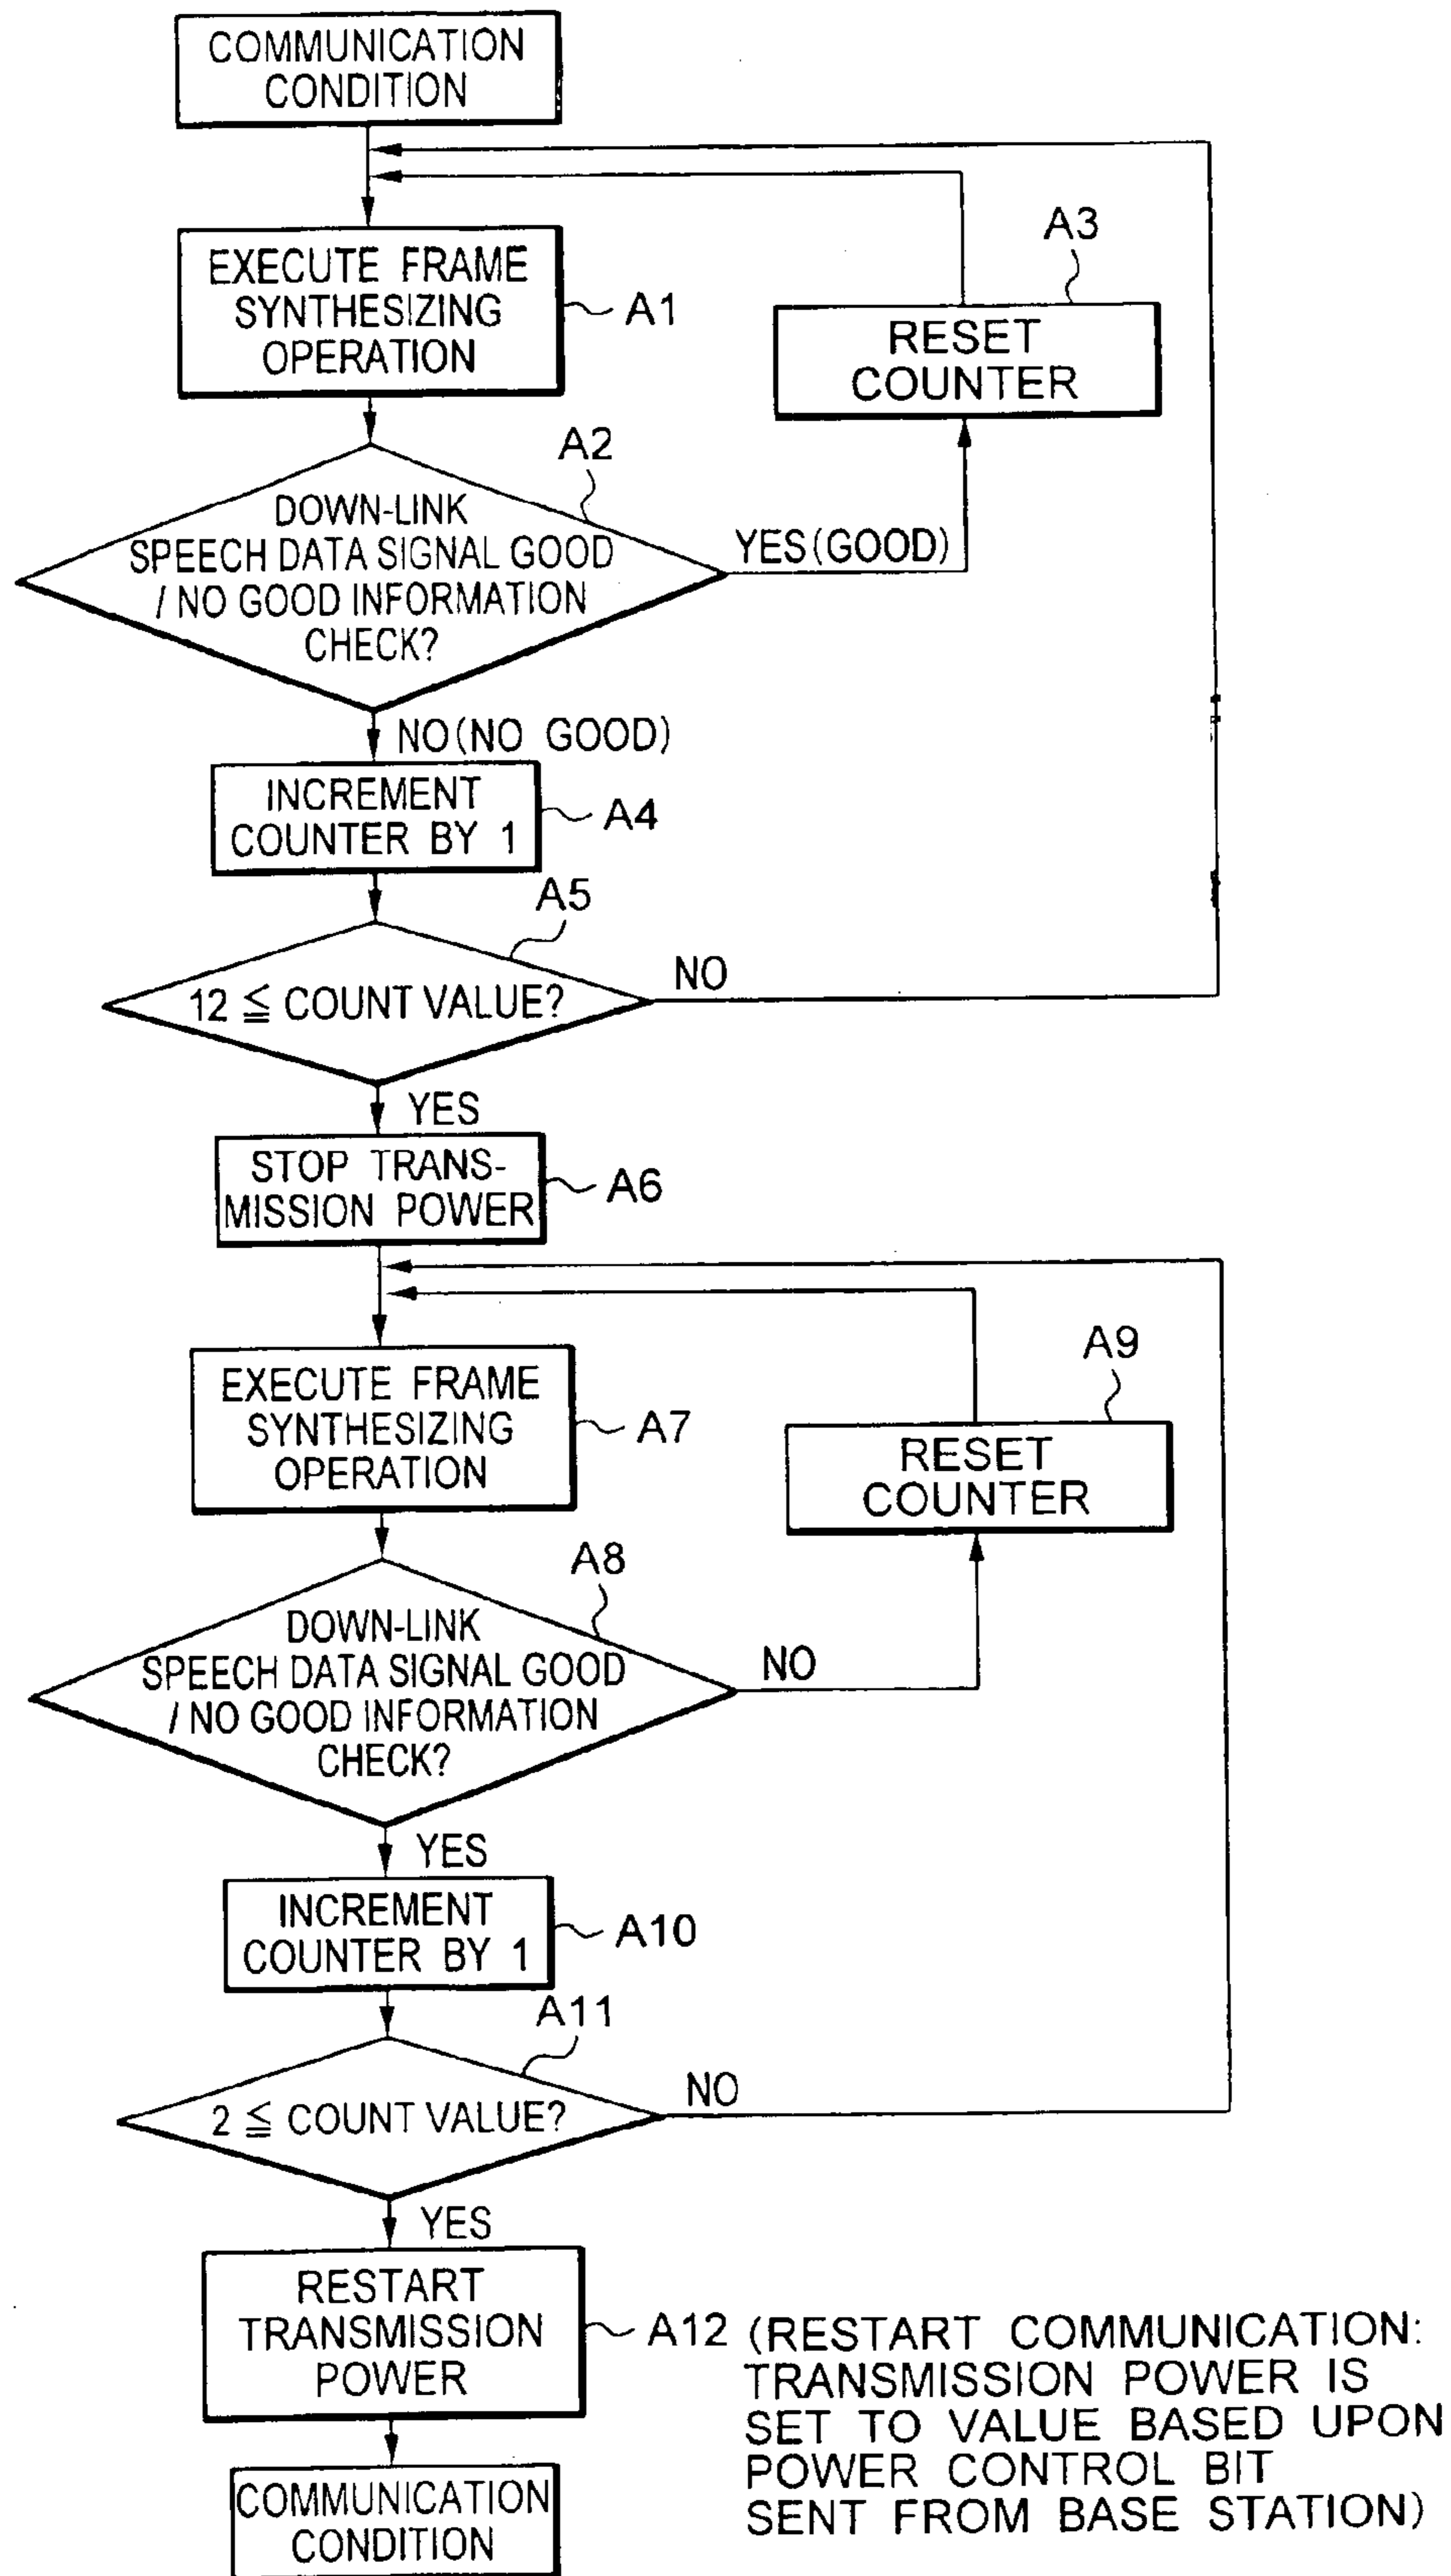 COMMUNICATION
CONDITION
EXECUTE FRAME
SYNTHESIZING
OPERATION
A1
A3
RESET
COUNTER
A2
DOWN-LINK
SPEECH DATA SIGNAL GOOD
/ NO GOOD INFORMATION
CHECK?
YES(GOOD)
NO(NO GOOD)
INCREMENT
COUNTER BY 1
A4
A5
12 ≦ COUNT VALUE?
NO
YES
STOP TRANS-
MISSION POWER
A6
EXECUTE FRAME
SYNTHESIZING
OPERATION
A7
A9
RESET
COUNTER
A8
DOWN-LINK
SPEECH DATA SIGNAL GOOD
/ NO GOOD INFORMATION
CHECK?
NO
YES
INCREMENT
COUNTER BY 1
A10
A11
2 ≦ COUNT VALUE?
NO
YES
RESTART
TRANSMISSION
POWER
A12 (RESTART COMMUNICATION:
TRANSMISSION POWER IS
SET TO VALUE BASED UPON
POWER CONTROL BIT
SENT FROM BASE STATION)
COMMUNICATION
CONDITION